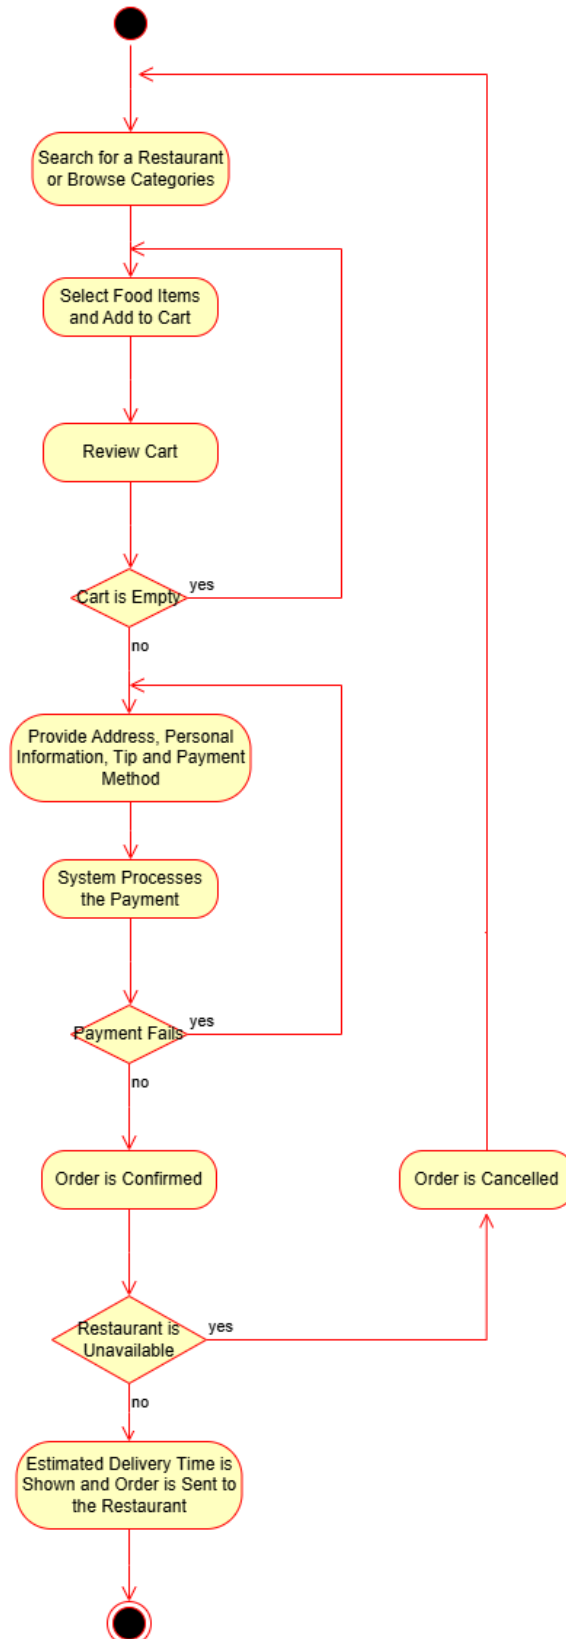 Search for a Restaurant
or Browse Categories
Select Food Items
and Add to Cart
Review Cart
Cart is Empty
yes
no
Provide Address, Personal
Information, Tip and Payment
Method
System Processes
the Payment
Payment Fails
yes
no
Order is Confirmed
Order is Cancelled
Restaurant is
Unavailable
yes
no
Estimated Delivery Time is
Shown and Order is Sent to
the Restaurant